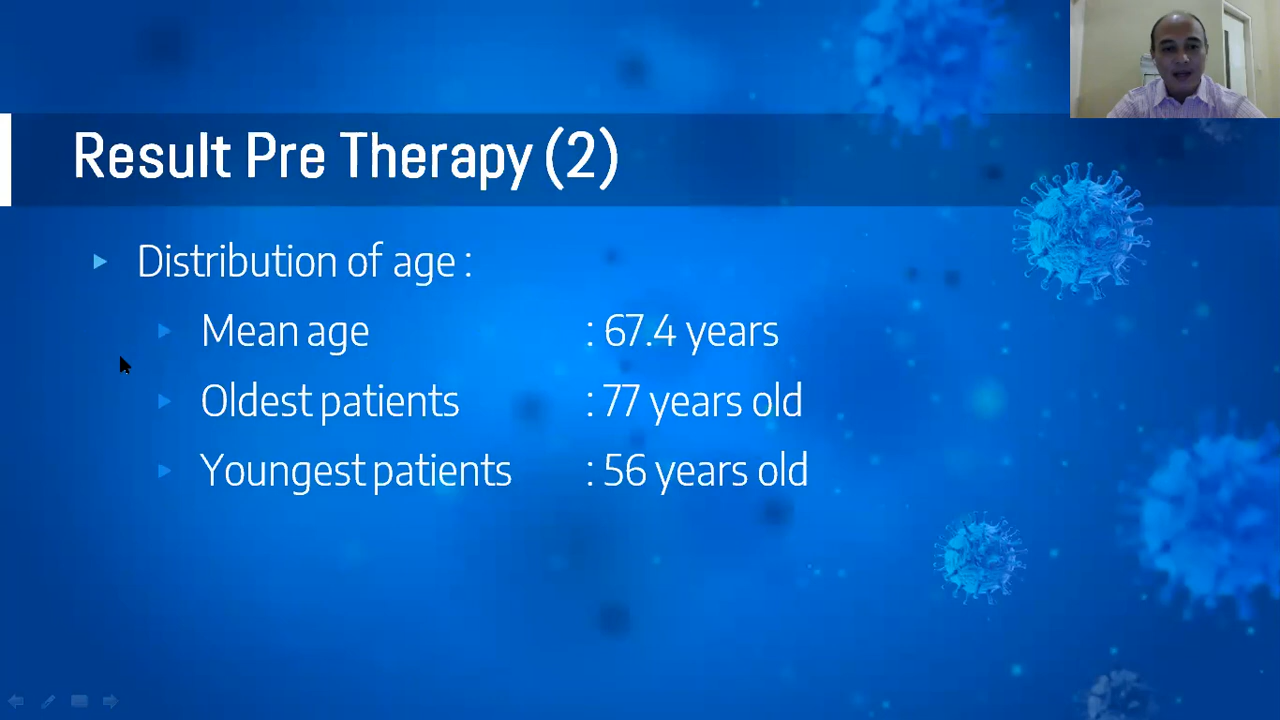 Result Pre Therapy (2)
Distribution of age :
Mean age : 67.4 years
Oldest patients : 77 years old
Youngest patients : 56 years old